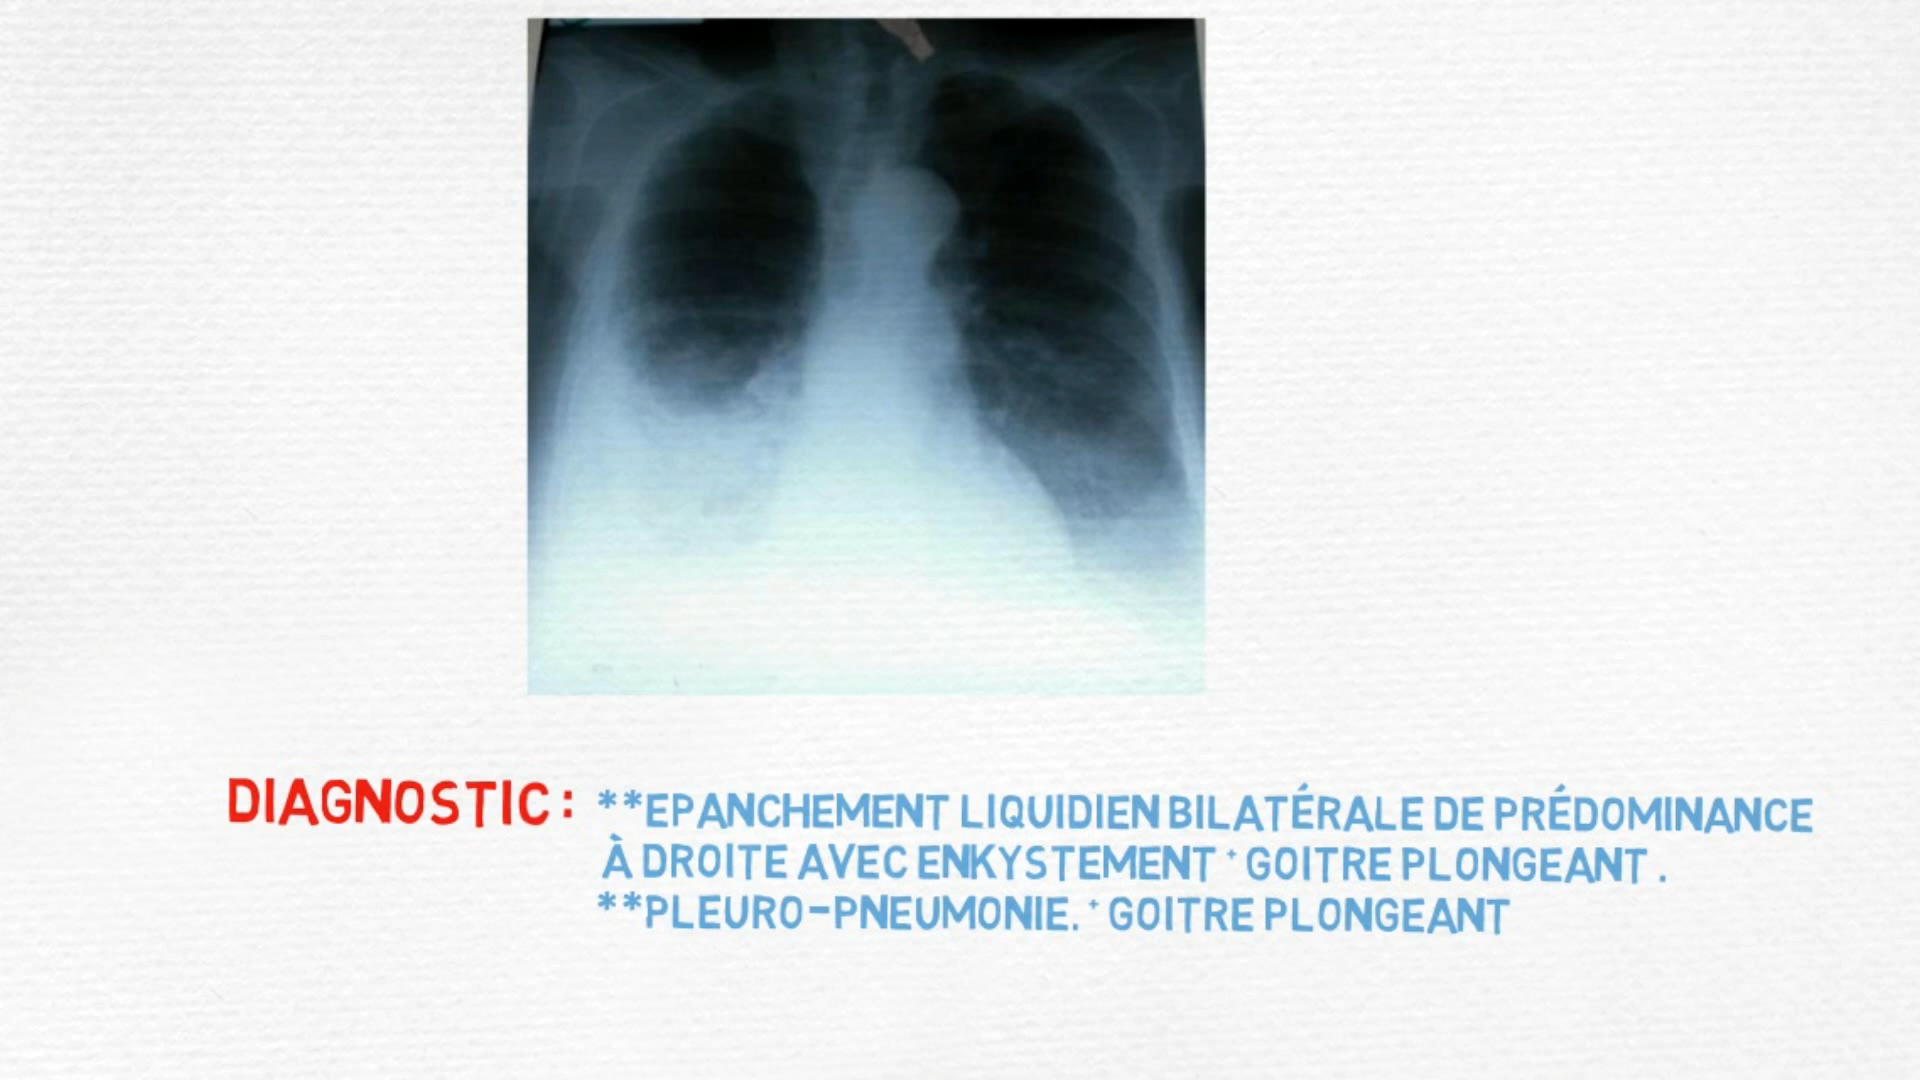 DIAGNOSTIC: **EPANCHEMENT LIQUIDIEN BILATÉRALE DE PRÉDOMINANCE
À DROITE AVEC ENKYSTEMENT + GOITRE PLONGEANT .
**PLEURO-PNEUMONIE. + GOITRE PLONGEANT